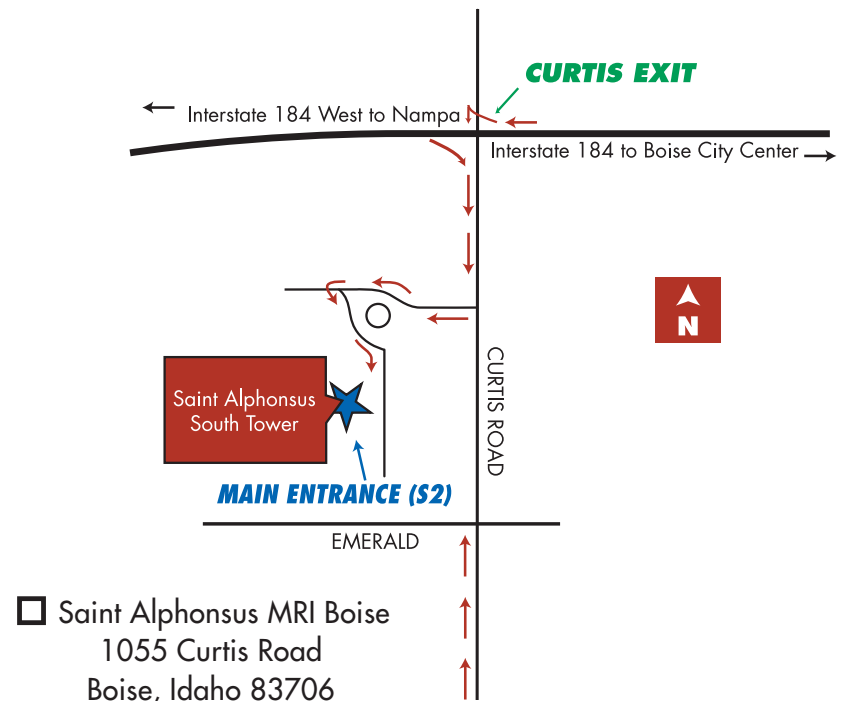 CURTIS EXIT
Interstate 184 West to Nampa
Interstate 184 to Boise City Center
N
CURTIS ROAD
Saint Alphonsus
South Tower
MAIN ENTRANCE (S2)
EMERALD
Saint Alphonsus MRI Boise
1055 Curtis Road
Boise, Idaho 83706